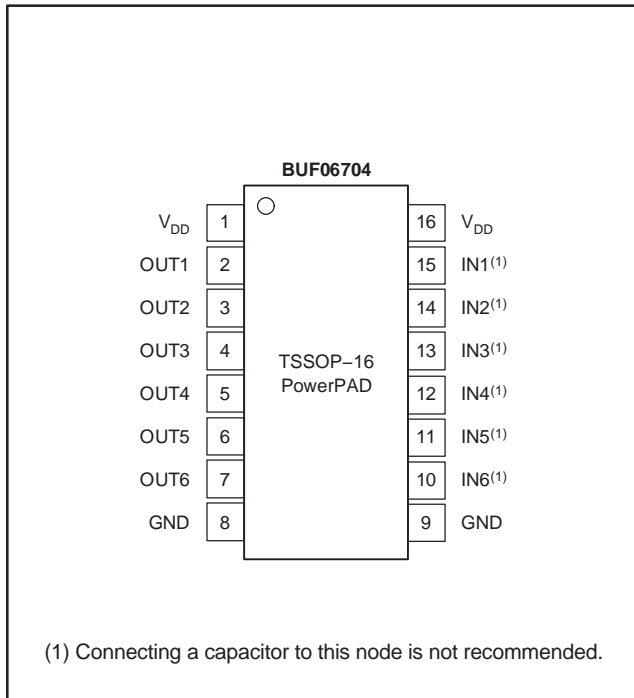 BUF06704
V_DD 1 16 V_DD
OUT1 2 15 IN1(1)
OUT2 3 14 IN2(1)
OUT3 4 13 IN3(1)
TSSOP−16
PowerPAD
OUT4 5 12 IN4(1)
OUT5 6 11 IN5(1)
OUT6 7 10 IN6(1)
GND 8 9 GND
(1) Connecting a capacitor to this node is not recommended.